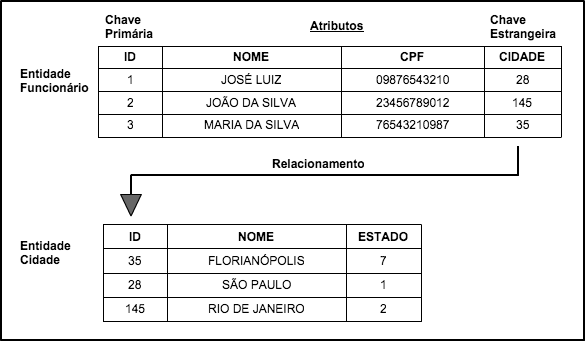 Chave Primária
Atributos
Chave Estrangeira
Entidade Funcionário
ID NOME CPF CIDADE
1 JOSÉ LUIZ 09876543210 28
2 JOÃO DA SILVA 23456789012 145
3 MARIA DA SILVA 76543210987 35
Relacionamento
Entidade Cidade
ID NOME ESTADO
35 FLORIANÓPOLIS 7
28 SÃO PAULO 1
145 RIO DE JANEIRO 2